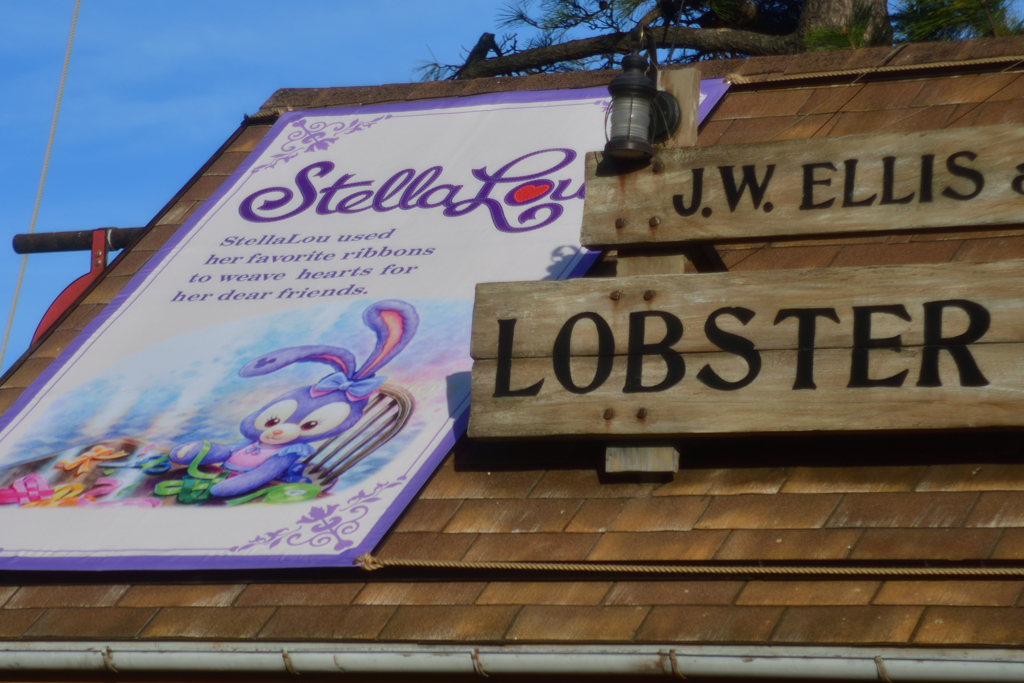 StellaLou
StellaLou used
her favorite ribbons
to weave hearts for
her dear friends.
J.W. ELLIS &
LOBSTER